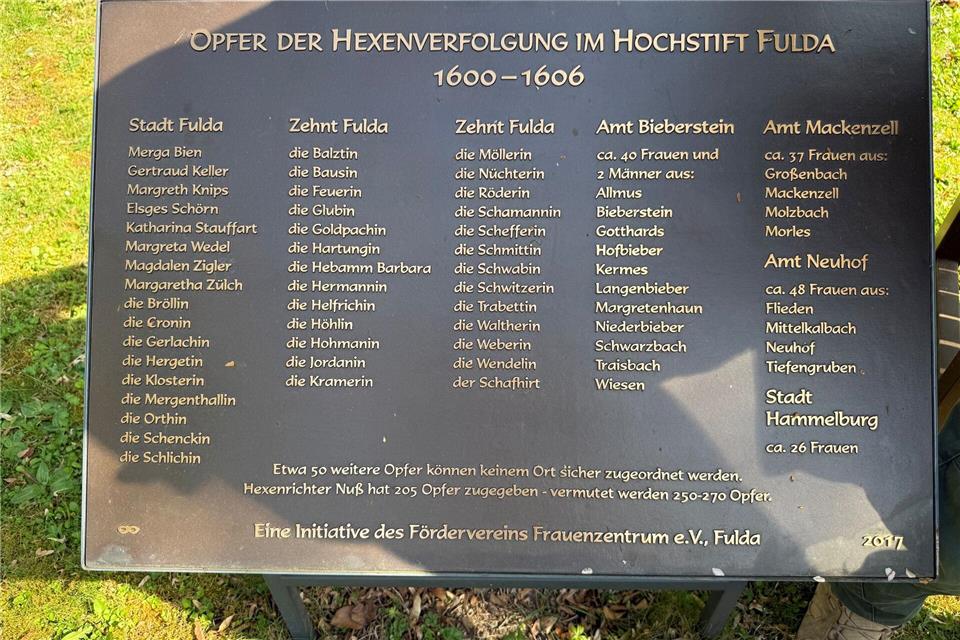 OPFER DER HEXENVERFOLGUNG IM HOCHSTIFT FULDA
1600 – 1606
Stadt Fulda
Merga Bien
Gertraud Keller
Margreth Knips
Elsges Schörn
Katharina Stauffart
Margreta Wedel
Magdalen Zigler
Margaretha Zülch
die Bröllin
die Cronin
die Gerlachin
die Hergetin
die Klosterin
die Mergenthallin
die Orthin
die Schenckin
die Schlichin
Zehnt Fulda
die Balztin
die Bausin
die Feuerin
die Glubin
die Goldpachin
die Hartungin
die Hebamm Barbara
die Hermannin
die Helfrichin
die Höhlin
die Hohmanin
die Jordanin
die Kramerin
Zehnt Fulda
die Möllerin
die Nüchterin
die Röderin
die Schamannin
die Schefferin
die Schmittin
die Schwabin
die Schwitzerin
die Trabettin
die Waltherin
die Weberin
die Wendelin
der Schafhirt
Amt Bieberstein
ca. 40 Frauen und
2 Männer aus:
Allmus
Bieberstein
Gotthards
Hofbieber
Kermes
Langenbieber
Margretenhaun
Niederbieber
Schwarzbach
Traisbach
Wiesen
Amt Mackenzell
ca. 37 Frauen aus:
Großenbach
Mackenzell
Molzbach
Morles
Amt Neuhof
ca. 48 Frauen aus:
Flieden
Mittelkalbach
Neuhof
Tiefengruben
Stadt
Hammelburg
ca. 26 Frauen
Etwa 50 weitere Opfer können keinem Ort sicher zugeordnet werden.
Hexenrichter Nuß hat 205 Opfer zugegeben - vermutet werden 250-270 Opfer.
Eine Initiative des Fördervereins Frauenzentrum e.V., Fulda
2017